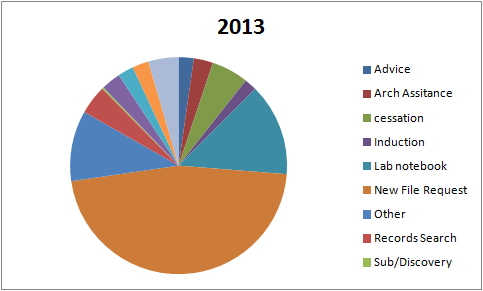 2013
Advice
Arch Assitance
cessation
Induction
Lab notebook
New File Request
Other
Records Search
Sub/Discovery